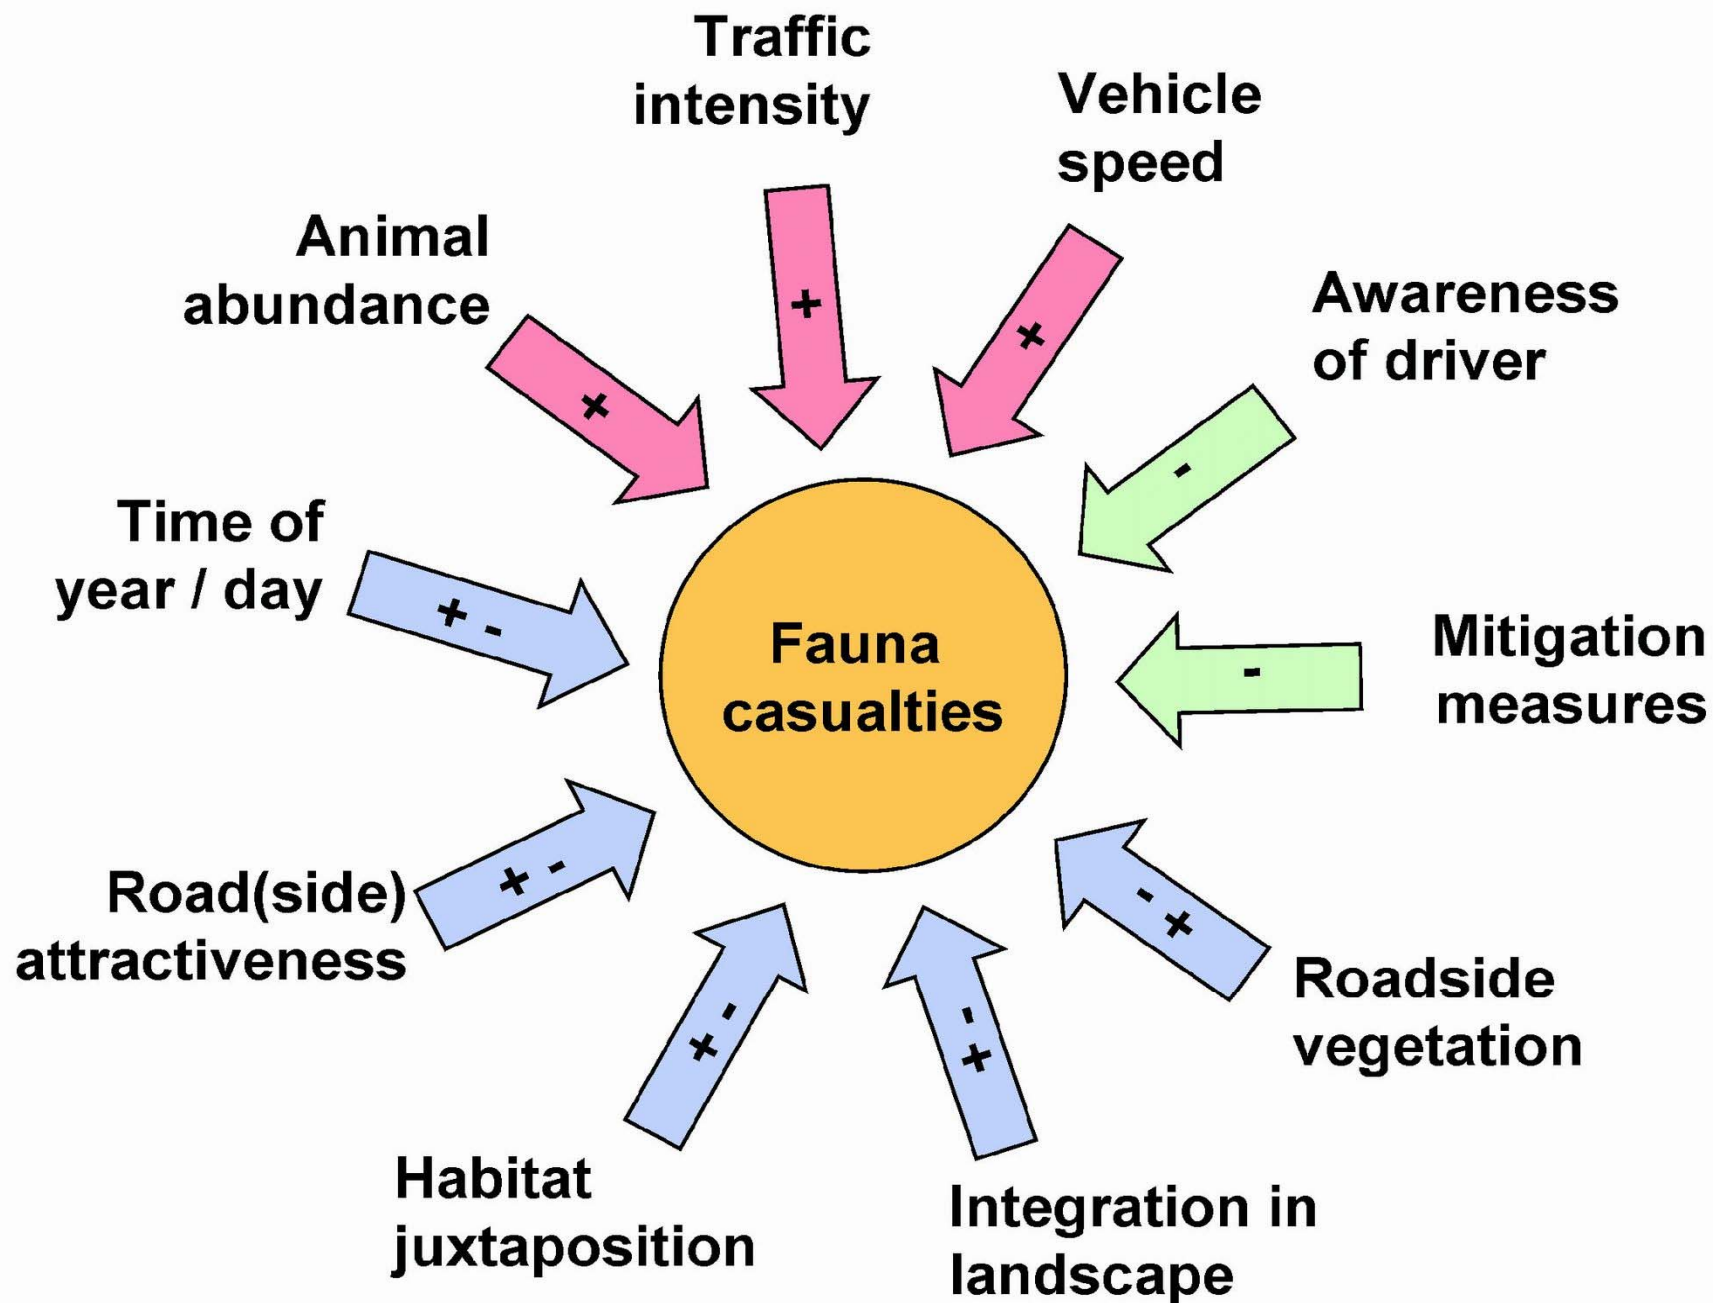 Traffic
intensity
+
Vehicle
speed
+
Awareness
of driver
-
Mitigation
measures
-
Roadside
vegetation
- +
Integration in
landscape
-
+
Habitat
juxtaposition
+ -
Road(side)
attractiveness
+ -
Time of
year / day
+ -
Animal
abundance
+
Fauna
casualties